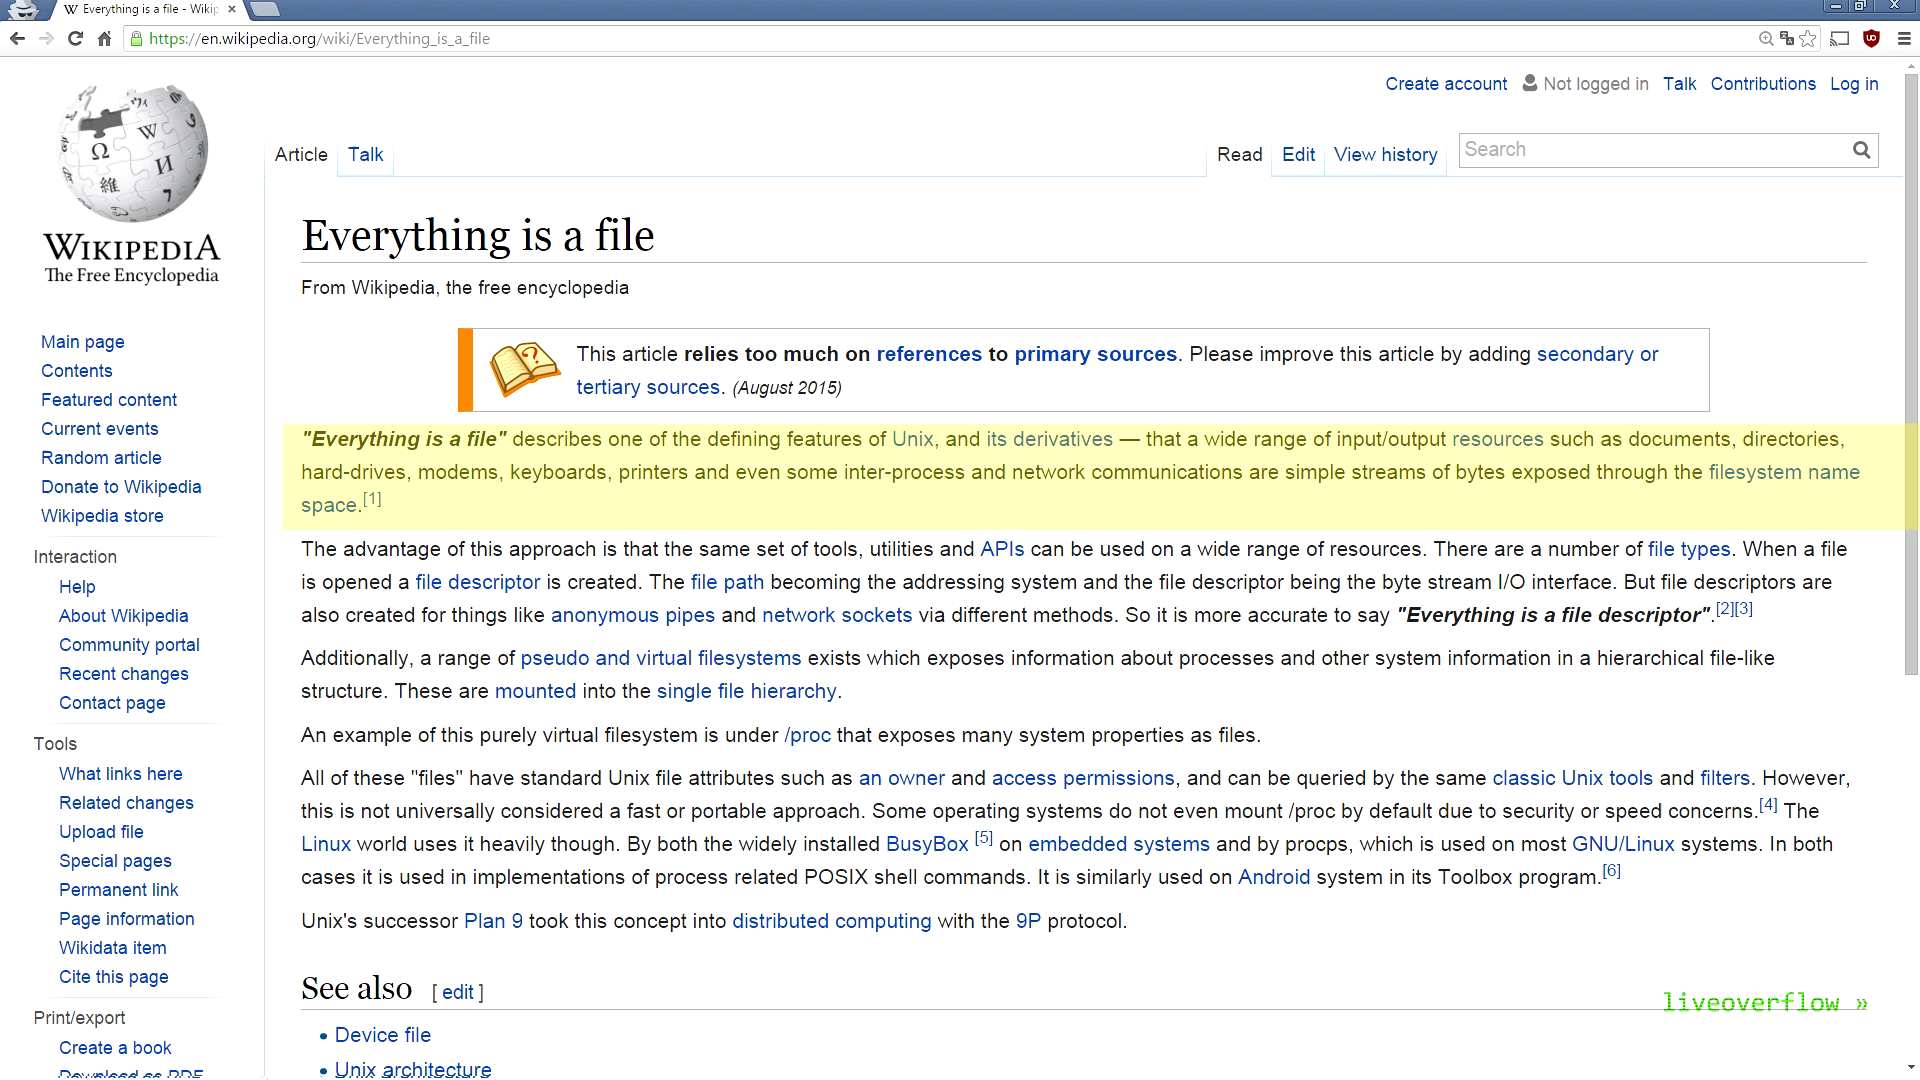 Everything is a file - Wikip
https://en.wikipedia.org/wiki/Everything_is_a_file
Create account Not logged in Talk Contributions Log in
Article Talk Read Edit View history Search
WIKIPEDIA
The Free Encyclopedia
Everything is a file
From Wikipedia, the free encyclopedia
This article relies too much on references to primary sources. Please improve this article by adding secondary or
tertiary sources. (August 2015)
"Everything is a file" describes one of the defining features of Unix, and its derivatives — that a wide range of input/output resources such as documents, directories,
hard-drives, modems, keyboards, printers and even some inter-process and network communications are simple streams of bytes exposed through the filesystem name
space.[1]
The advantage of this approach is that the same set of tools, utilities and APIs can be used on a wide range of resources. There are a number of file types. When a file
is opened a file descriptor is created. The file path becoming the addressing system and the file descriptor being the byte stream I/O interface. But file descriptors are
also created for things like anonymous pipes and network sockets via different methods. So it is more accurate to say "Everything is a file descriptor".[2][3]
Additionally, a range of pseudo and virtual filesystems exists which exposes information about processes and other system information in a hierarchical file-like
structure. These are mounted into the single file hierarchy.
An example of this purely virtual filesystem is under /proc that exposes many system properties as files.
All of these "files" have standard Unix file attributes such as an owner and access permissions, and can be queried by the same classic Unix tools and filters. However,
this is not universally considered a fast or portable approach. Some operating systems do not even mount /proc by default due to security or speed concerns.[4] The
Linux world uses it heavily though. By both the widely installed BusyBox [5] on embedded systems and by procps, which is used on most GNU/Linux systems. In both
cases it is used in implementations of process related POSIX shell commands. It is similarly used on Android system in its Toolbox program.[6]
Unix's successor Plan 9 took this concept into distributed computing with the 9P protocol.
See also [ edit ]
• Device file
• Unix architecture
Main page
Contents
Featured content
Current events
Random article
Donate to Wikipedia
Wikipedia store
Interaction
Help
About Wikipedia
Community portal
Recent changes
Contact page
Tools
What links here
Related changes
Upload file
Special pages
Permanent link
Page information
Wikidata item
Cite this page
Print/export
Create a book
Download as PDF
liveoverflow »